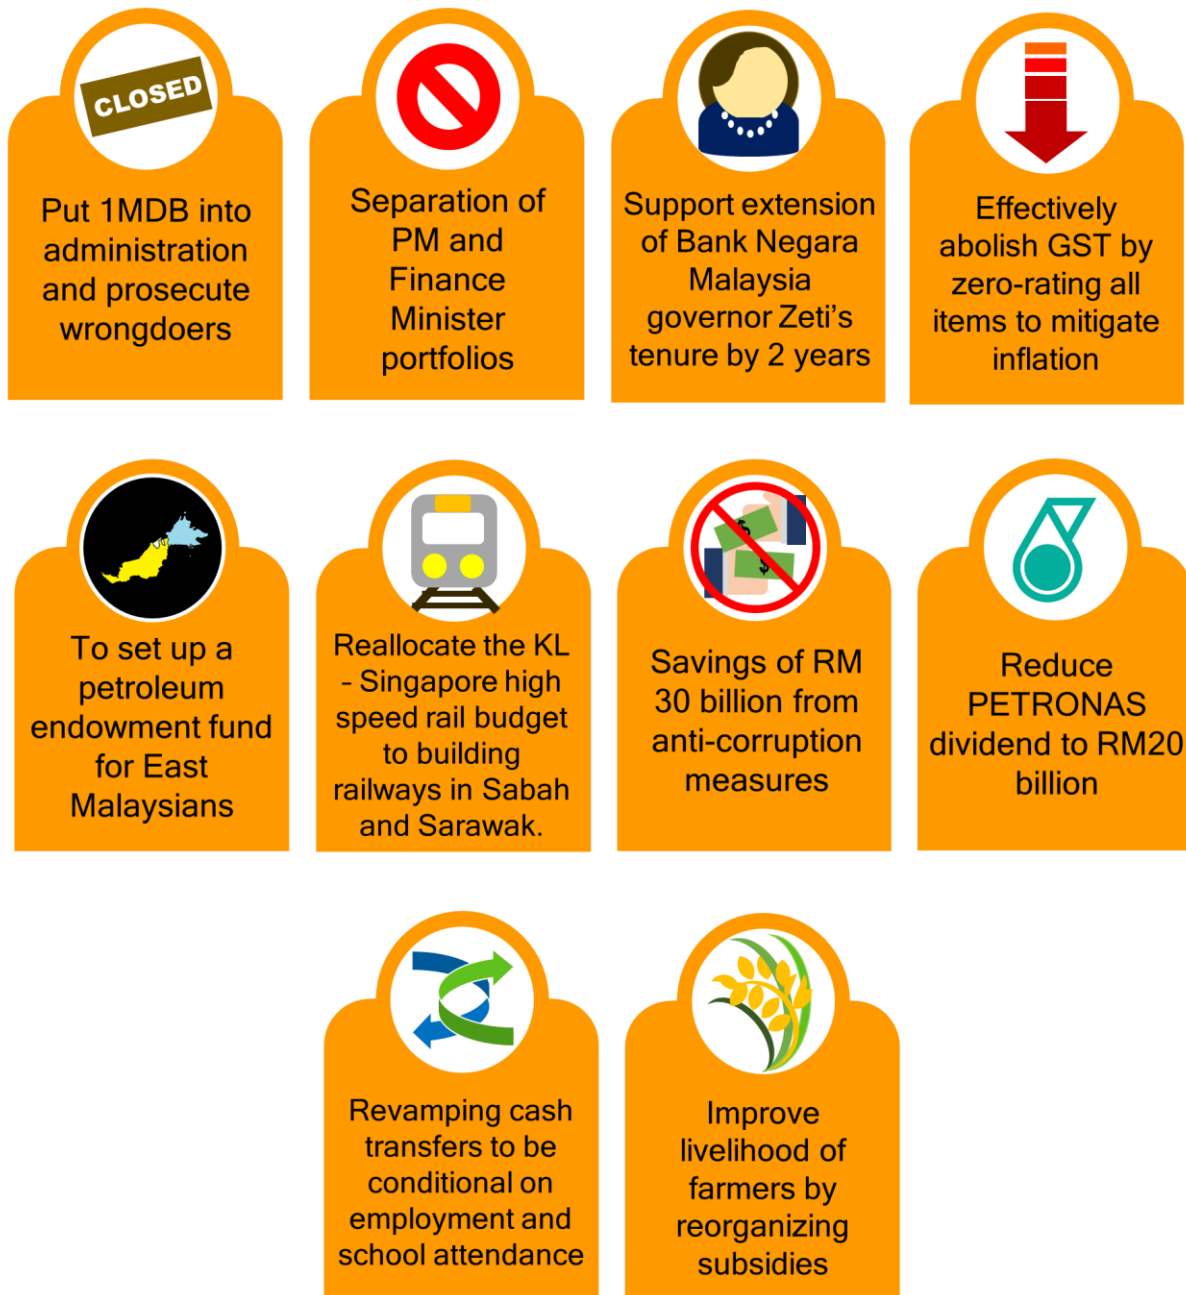 CLOSED
Put 1MDB into
administration
and prosecute
wrongdoers
Separation of
PM and
Finance
Minister
portfolios
Support extension
of Bank Negara
Malaysia
governor Zeti’s
tenure by 2 years
Effectively
abolish GST by
zero-rating all
items to mitigate
inflation
To set up a
petroleum
endowment fund
for East
Malaysians
Reallocate the KL
- Singapore high
speed rail budget
to building
railways in Sabah
and Sarawak.
$
$
Savings of RM
30 billion from
anti-corruption
measures
Reduce
PETRONAS
dividend to RM20
billion
Revamping cash
transfers to be
conditional on
employment and
school attendance
Improve
livelihood of
farmers by
reorganizing
subsidies